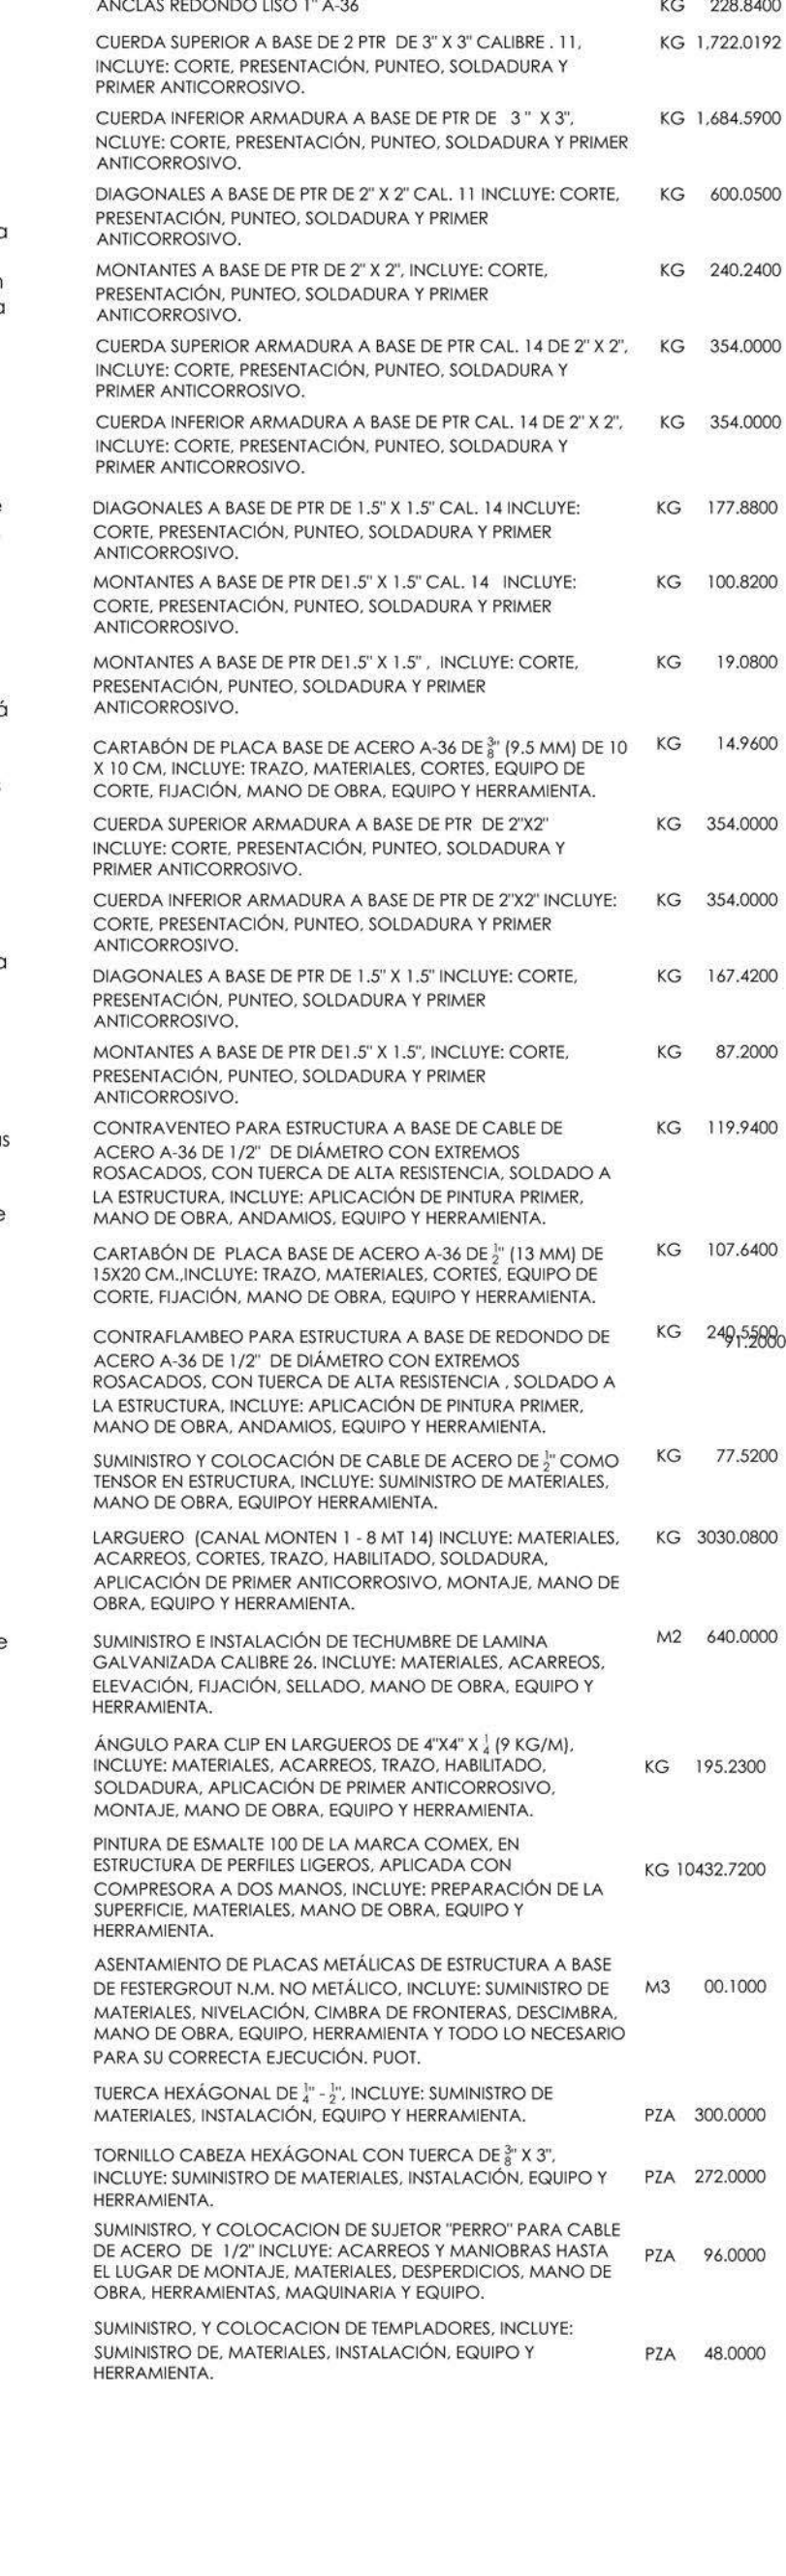 ANCLAS REDONDO LISO 1" A-36 KG 228.8400
CUERDA SUPERIOR A BASE DE 2 PTR DE 3" X 3" CALIBRE . 11, KG 1,722.0192
INCLUYE: CORTE, PRESENTACIÓN, PUNTEO, SOLDADURA Y
PRIMER ANTICORROSIVO.
CUERDA INFERIOR ARMADURA A BASE DE PTR DE 3 " X 3", KG 1,684.5900
NCLUYE: CORTE, PRESENTACIÓN, PUNTEO, SOLDADURA Y PRIMER
ANTICORROSIVO.
DIAGONALES A BASE DE PTR DE 2" X 2" CAL. 11 INCLUYE: CORTE, KG 600.0500
PRESENTACIÓN, PUNTEO, SOLDADURA Y PRIMER
ANTICORROSIVO.
MONTANTES A BASE DE PTR DE 2" X 2", INCLUYE: CORTE, KG 240.2400
PRESENTACIÓN, PUNTEO, SOLDADURA Y PRIMER
ANTICORROSIVO.
CUERDA SUPERIOR ARMADURA A BASE DE PTR CAL. 14 DE 2" X 2", KG 354.0000
INCLUYE: CORTE, PRESENTACIÓN, PUNTEO, SOLDADURA Y
PRIMER ANTICORROSIVO.
CUERDA INFERIOR ARMADURA A BASE DE PTR CAL. 14 DE 2" X 2", KG 354.0000
INCLUYE: CORTE, PRESENTACIÓN, PUNTEO, SOLDADURA Y
PRIMER ANTICORROSIVO.
DIAGONALES A BASE DE PTR DE 1.5" X 1.5" CAL. 14 INCLUYE: KG 177.8800
CORTE, PRESENTACIÓN, PUNTEO, SOLDADURA Y PRIMER
ANTICORROSIVO.
MONTANTES A BASE DE PTR DE1.5" X 1.5" CAL. 14 INCLUYE: KG 100.8200
CORTE, PRESENTACIÓN, PUNTEO, SOLDADURA Y PRIMER
ANTICORROSIVO.
MONTANTES A BASE DE PTR DE1.5" X 1.5" , INCLUYE: CORTE, KG 19.0800
PRESENTACIÓN, PUNTEO, SOLDADURA Y PRIMER
ANTICORROSIVO.
CARTABÓN DE PLACA BASE DE ACERO A-36 DE 3/8" (9.5 MM) DE 10 KG 14.9600
X 10 CM, INCLUYE: TRAZO, MATERIALES, CORTES, EQUIPO DE
CORTE, FIJACIÓN, MANO DE OBRA, EQUIPO Y HERRAMIENTA.
CUERDA SUPERIOR ARMADURA A BASE DE PTR DE 2"X2" KG 354.0000
INCLUYE: CORTE, PRESENTACIÓN, PUNTEO, SOLDADURA Y
PRIMER ANTICORROSIVO.
CUERDA INFERIOR ARMADURA A BASE DE PTR DE 2"X2" INCLUYE: KG 354.0000
CORTE, PRESENTACIÓN, PUNTEO, SOLDADURA Y PRIMER
ANTICORROSIVO.
DIAGONALES A BASE DE PTR DE 1.5" X 1.5" INCLUYE: CORTE, KG 167.4200
PRESENTACIÓN, PUNTEO, SOLDADURA Y PRIMER
ANTICORROSIVO.
MONTANTES A BASE DE PTR DE1.5" X 1.5", INCLUYE: CORTE, KG 87.2000
PRESENTACIÓN, PUNTEO, SOLDADURA Y PRIMER
ANTICORROSIVO.
CONTRAVENTEO PARA ESTRUCTURA A BASE DE CABLE DE KG 119.9400
ACERO A-36 DE 1/2" DE DIÁMETRO CON EXTREMOS
ROSACADOS, CON TUERCA DE ALTA RESISTENCIA, SOLDADO A
LA ESTRUCTURA, INCLUYE: APLICACIÓN DE PINTURA PRIMER,
MANO DE OBRA, ANDAMIOS, EQUIPO Y HERRAMIENTA.
CARTABÓN DE PLACA BASE DE ACERO A-36 DE 1/2" (13 MM) DE KG 107.6400
15X20 CM.,INCLUYE: TRAZO, MATERIALES, CORTES, EQUIPO DE
CORTE, FIJACIÓN, MANO DE OBRA, EQUIPO Y HERRAMIENTA.
CONTRAFLAMBEO PARA ESTRUCTURA A BASE DE REDONDO DE KG 240.5500
91.2000
ACERO A-36 DE 1/2" DE DIÁMETRO CON EXTREMOS
ROSACADOS, CON TUERCA DE ALTA RESISTENCIA , SOLDADO A
LA ESTRUCTURA, INCLUYE: APLICACIÓN DE PINTURA PRIMER,
MANO DE OBRA, ANDAMIOS, EQUIPO Y HERRAMIENTA.
SUMINISTRO Y COLOCACIÓN DE CABLE DE ACERO DE 1/2" COMO KG 77.5200
TENSOR EN ESTRUCTURA, INCLUYE: SUMINISTRO DE MATERIALES,
MANO DE OBRA, EQUIPOY HERRAMIENTA.
LARGUERO (CANAL MONTEN 1 - 8 MT 14) INCLUYE: MATERIALES, KG 3030.0800
ACARREOS, CORTES, TRAZO, HABILITADO, SOLDADURA,
APLICACIÓN DE PRIMER ANTICORROSIVO, MONTAJE, MANO DE
OBRA, EQUIPO Y HERRAMIENTA.
SUMINISTRO E INSTALACIÓN DE TECHUMBRE DE LAMINA M2 640.0000
GALVANIZADA CALIBRE 26. INCLUYE: MATERIALES, ACARREOS,
ELEVACIÓN, FIJACIÓN, SELLADO, MANO DE OBRA, EQUIPO Y
HERRAMIENTA.
ÁNGULO PARA CLIP EN LARGUEROS DE 4"X4" X 1/4 (9 KG/M),
INCLUYE: MATERIALES, ACARREOS, TRAZO, HABILITADO, KG 195.2300
SOLDADURA, APLICACIÓN DE PRIMER ANTICORROSIVO,
MONTAJE, MANO DE OBRA, EQUIPO Y HERRAMIENTA.
PINTURA DE ESMALTE 100 DE LA MARCA COMEX, EN
ESTRUCTURA DE PERFILES LIGEROS, APLICADA CON KG 10432.7200
COMPRESORA A DOS MANOS, INCLUYE: PREPARACIÓN DE LA
SUPERFICIE, MATERIALES, MANO DE OBRA, EQUIPO Y
HERRAMIENTA.
ASENTAMIENTO DE PLACAS METÁLICAS DE ESTRUCTURA A BASE
DE FESTERGROUT N.M. NO METÁLICO, INCLUYE: SUMINISTRO DE M3 00.1000
MATERIALES, NIVELACIÓN, CIMBRA DE FRONTERAS, DESCIMBRA,
MANO DE OBRA, EQUIPO, HERRAMIENTA Y TODO LO NECESARIO
PARA SU CORRECTA EJECUCIÓN. PUOT.
TUERCA HEXÁGONAL DE 1/4" - 1/2", INCLUYE: SUMINISTRO DE
MATERIALES, INSTALACIÓN, EQUIPO Y HERRAMIENTA. PZA 300.0000
TORNILLO CABEZA HEXÁGONAL CON TUERCA DE 3/8" X 3",
INCLUYE: SUMINISTRO DE MATERIALES, INSTALACIÓN, EQUIPO Y PZA 272.0000
HERRAMIENTA.
SUMINISTRO, Y COLOCACION DE SUJETOR "PERRO" PARA CABLE
DE ACERO DE 1/2" INCLUYE: ACARREOS Y MANIOBRAS HASTA PZA 96.0000
EL LUGAR DE MONTAJE, MATERIALES, DESPERDICIOS, MANO DE
OBRA, HERRAMIENTAS, MAQUINARIA Y EQUIPO.
SUMINISTRO, Y COLOCACION DE TEMPLADORES, INCLUYE:
SUMINISTRO DE, MATERIALES, INSTALACIÓN, EQUIPO Y PZA 48.0000
HERRAMIENTA.